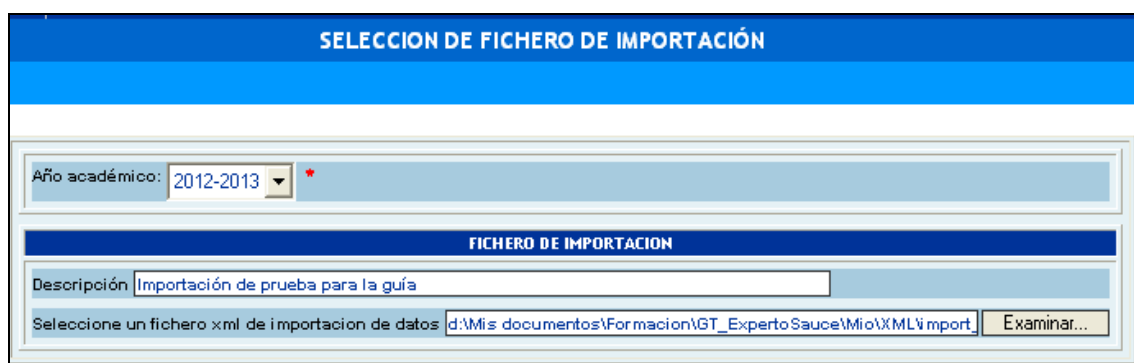 SELECCION DE FICHERO DE IMPORTACIÓN
Año académico: 2012-2013 *
FICHERO DE IMPORTACION
Descripción Importación de prueba para la guía
Seleccione un fichero xml de importacion de datos d:\Mis documentos\Formacion\GT_ExpertoSauce\Mio\XML\import_ Examinar...